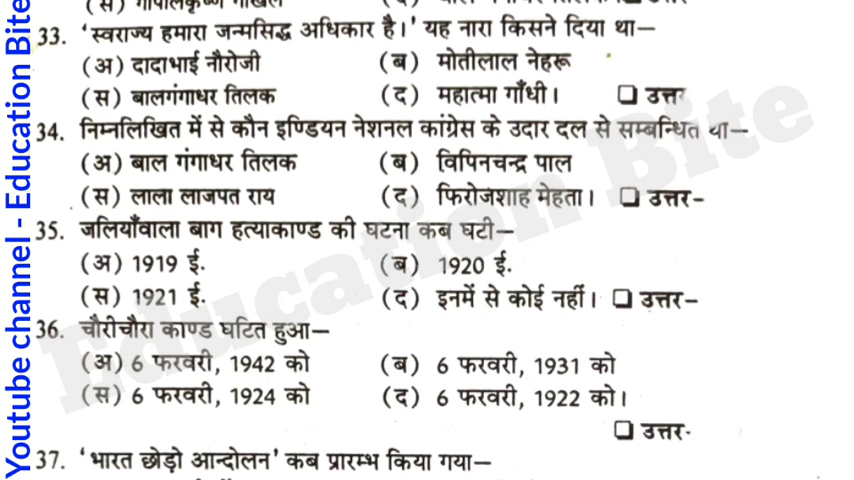 (स) गोपालकृष्ण गोखले
33. 'स्वराज्य हमारा जन्मसिद्ध अधिकार है।' यह नारा किसने दिया था—
(अ) दादाभाई नौरोजी (ब) मोतीलाल नेहरू
(स) बालगंगाधर तिलक (द) महात्मा गाँधी। ❑ उत्त
34. निम्नलिखित में से कौन इण्डियन नेशनल कांग्रेस के उदार दल से सम्बन्धित था—
(अ) बाल गंगाधर तिलक (ब) विपिनचन्द्र पाल
(स) लाला लाजपत राय (द) फिरोजशाह मेहता। ❑ उत्तर–
35. जलियाँवाला बाग हत्याकाण्ड की घटना कब घटी—
(अ) 1919 ई. (ब) 1920 ई.
(स) 1921 ई. (द) इनमें से कोई नहीं। ❑ उत्तर–
36. चौरीचौरा काण्ड घटित हुआ—
(अ) 6 फरवरी, 1942 को (ब) 6 फरवरी, 1931 को
(स) 6 फरवरी, 1924 को (द) 6 फरवरी, 1922 को।
❑ उत्तर-
37. 'भारत छोड़ो आन्दोलन' कब प्रारम्भ किया गया—
Youtube channel - Education Bite
Education Bite